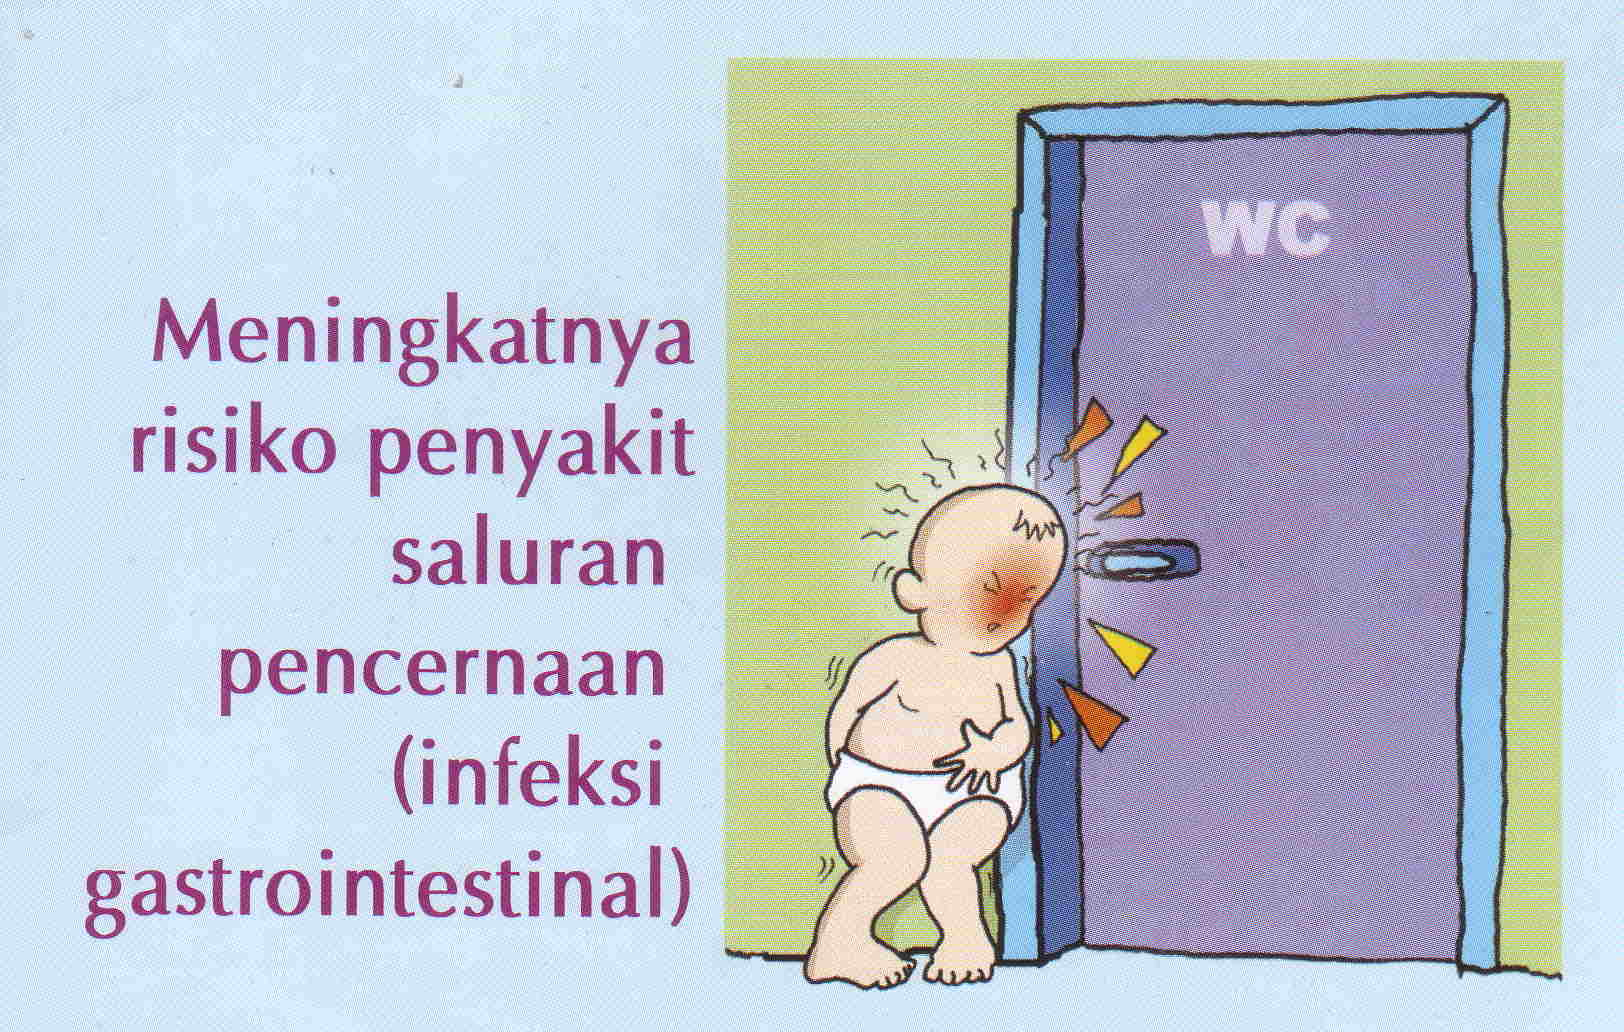 Meningkatnya
risiko penyakit
saluran
pencernaan
(infeksi
gastrointestinal)
WC